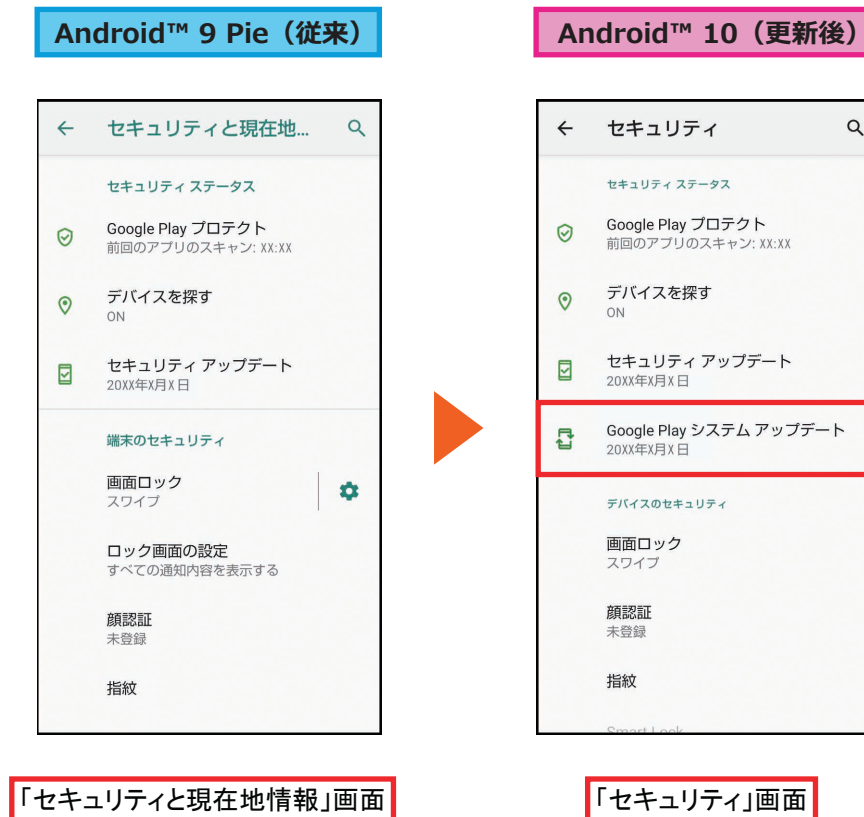 Android™ 9 Pie（従来）
セキュリティと現在地...
セキュリティ ステータス
Google Play プロテクト
前回のアプリのスキャン: XX:XX
デバイスを探す
ON
セキュリティ アップデート
20XX年X月X日
端末のセキュリティ
画面ロック
スワイプ
ロック画面の設定
すべての通知内容を表示する
顔認証
未登録
指紋
「セキュリティと現在地情報」画面
Android™ 10（更新後）
セキュリティ
セキュリティ ステータス
Google Play プロテクト
前回のアプリのスキャン: XX:XX
デバイスを探す
ON
セキュリティ アップデート
20XX年X月X日
Google Play システム アップデート
20XX年X月X日
デバイスのセキュリティ
画面ロック
スワイプ
顔認証
未登録
指紋
Smart Lock
「セキュリティ」画面